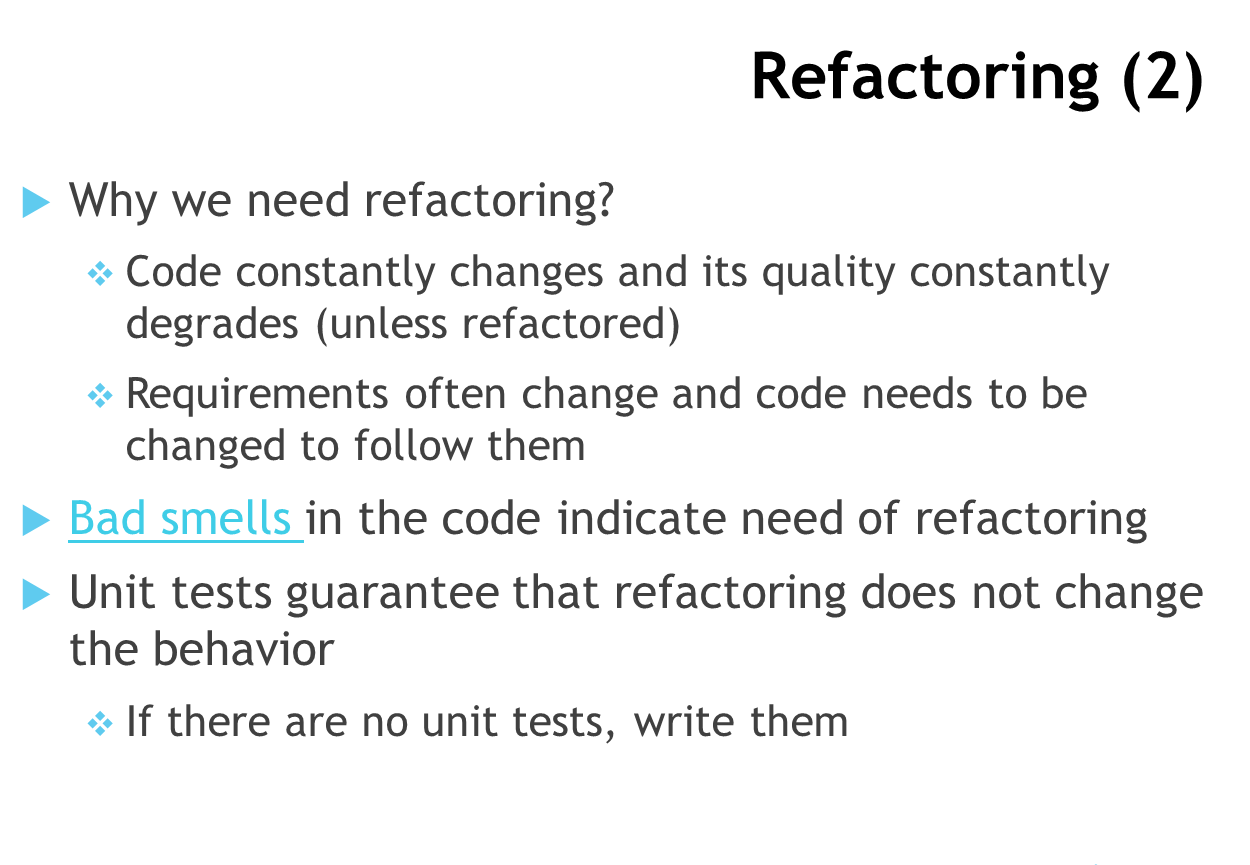 Refactoring (2)
Why we need refactoring?
Code constantly changes and its quality constantly
degrades (unless refactored)
Requirements often change and code needs to be
changed to follow them
Bad smells in the code indicate need of refactoring
Unit tests guarantee that refactoring does not change
the behavior
If there are no unit tests, write them